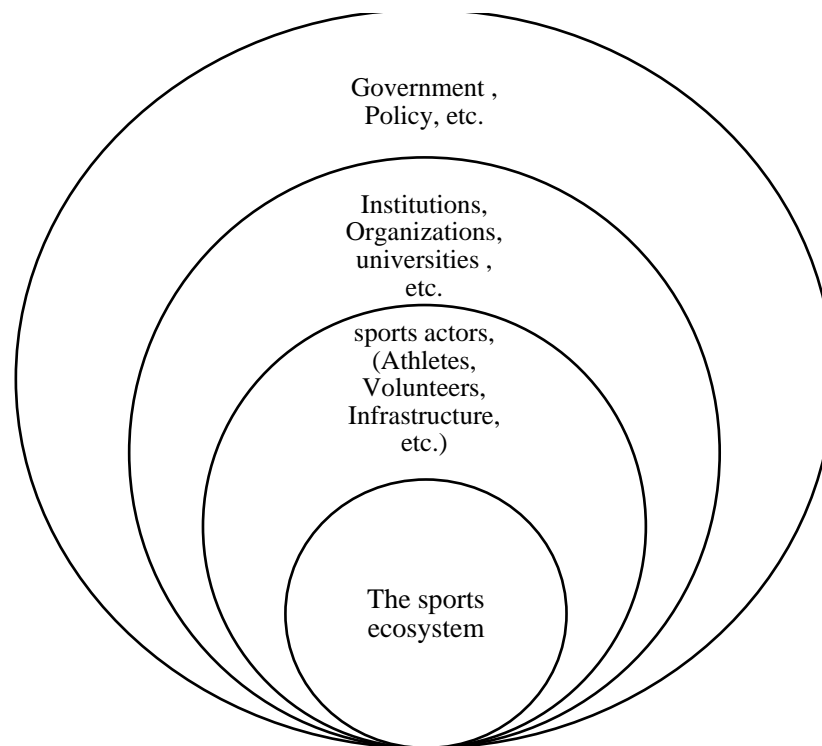 Government ,
Policy, etc.
Institutions,
Organizations,
universities ,
etc.
sports actors,
(Athletes,
Volunteers,
Infrastructure,
etc.)
The sports
ecosystem